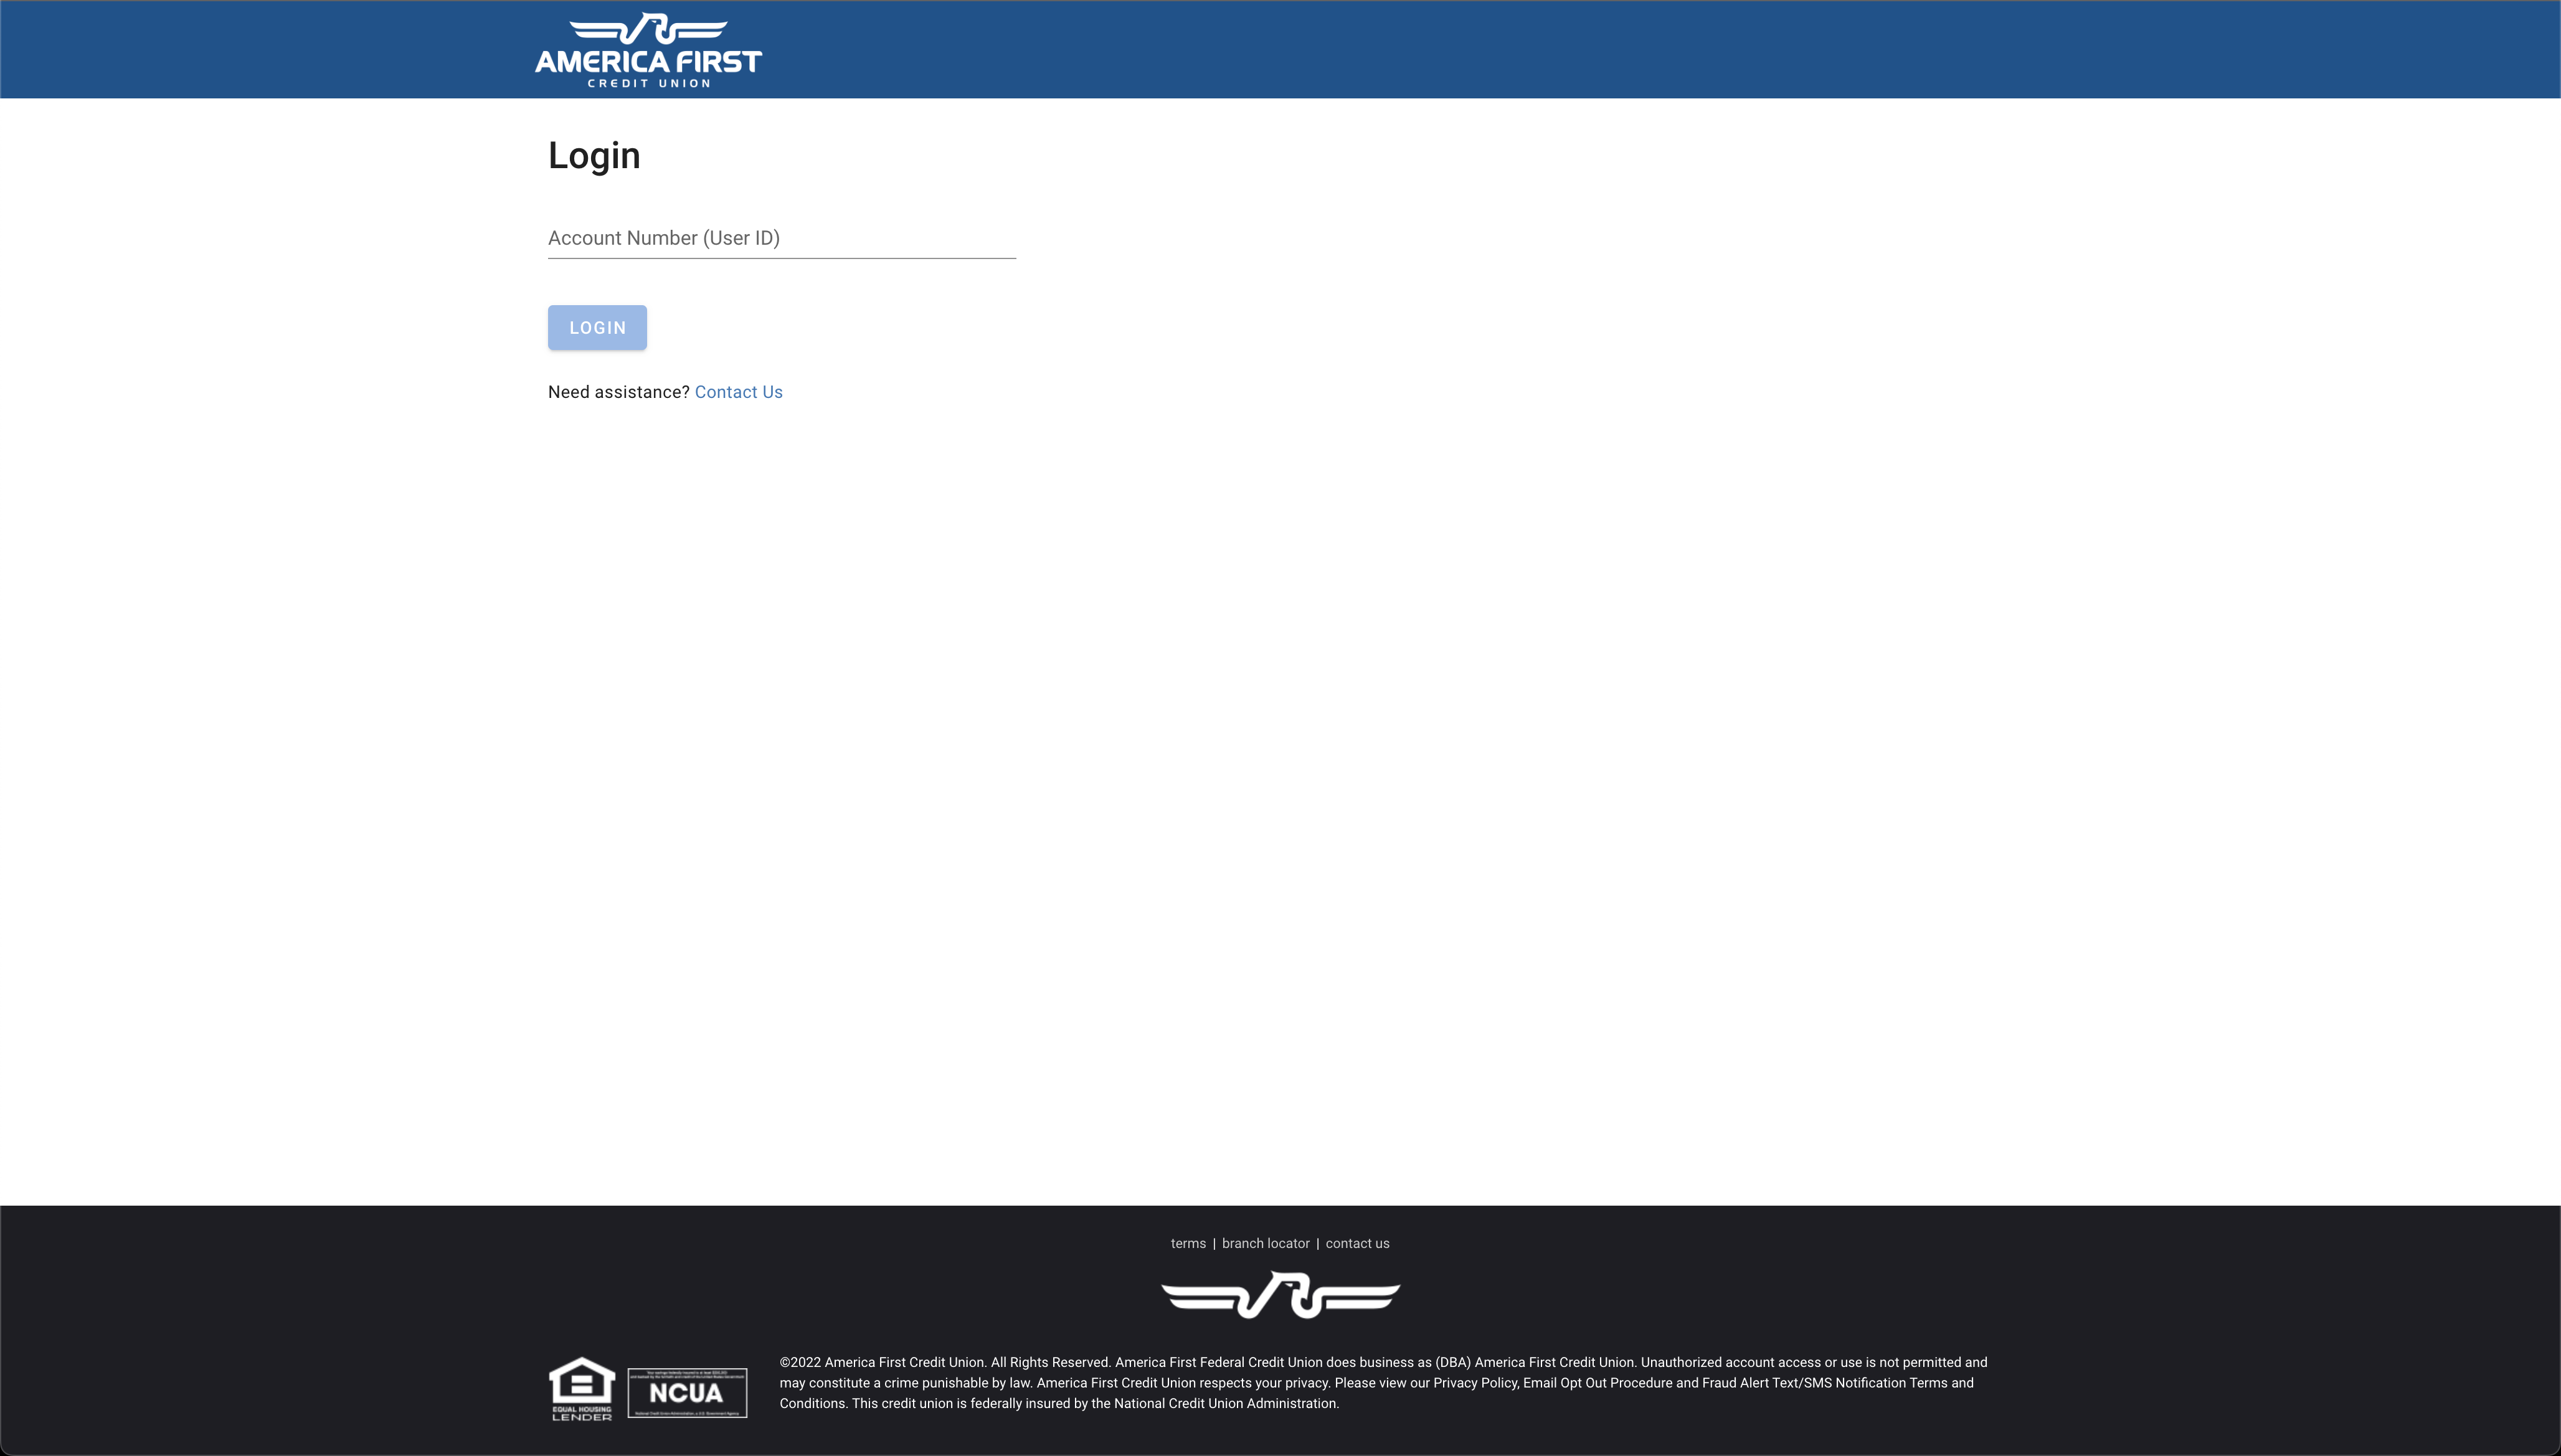 AMERICA FIRST
CREDIT UNION
Login
Account Number (User ID)
LOGIN
Need assistance? Contact Us
terms | branch locator | contact us
EQUAL HOUSING
LENDER
NCUA
©2022 America First Credit Union. All Rights Reserved. America First Federal Credit Union does business as (DBA) America First Credit Union. Unauthorized account access or use is not permitted and
may constitute a crime punishable by law. America First Credit Union respects your privacy. Please view our Privacy Policy, Email Opt Out Procedure and Fraud Alert Text/SMS Notification Terms and
Conditions. This credit union is federally insured by the National Credit Union Administration.